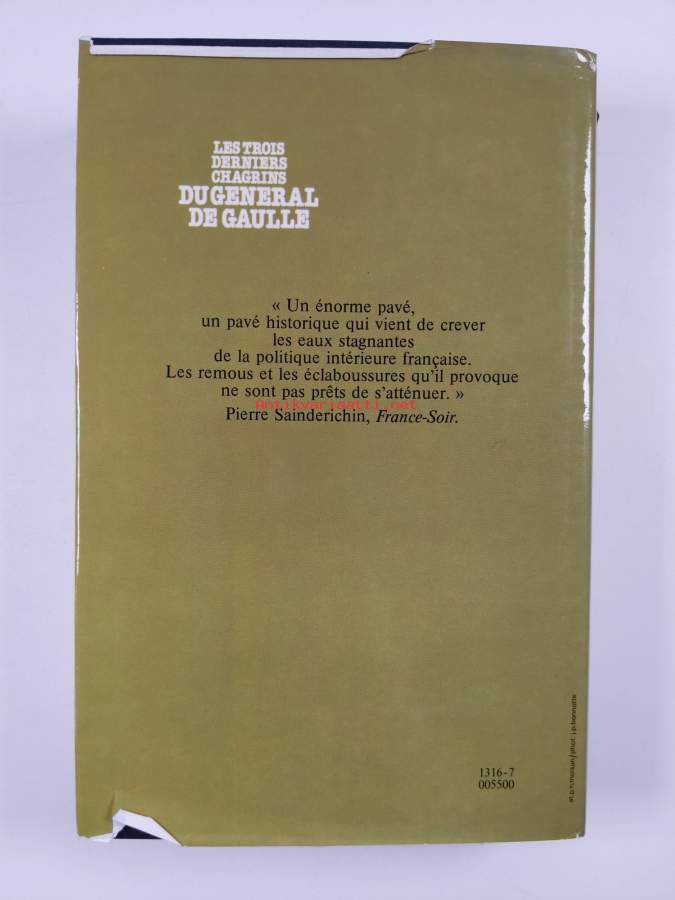 LES TROIS
DERNIERS
CHAGRINS
DU GENERAL
DE GAULLE
« Un énorme pavé,
un pavé historique qui vient de crever
les eaux stagnantes
de la politique intérieure française.
Les remous et les éclaboussures qu'il provoque
ne sont pas prêts de s'atténuer. »
Antikvariaatti.net
Pierre Sainderichin, France-Soir.
1316-7
005500